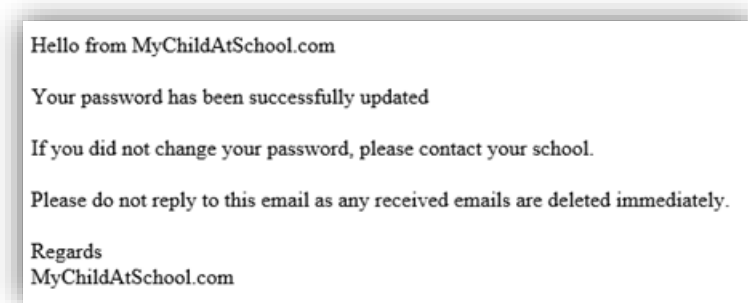 Hello from MyChildAtSchool.com
Your password has been successfully updated
If you did not change your password, please contact your school.
Please do not reply to this email as any received emails are deleted immediately.
Regards
MyChildAtSchool.com